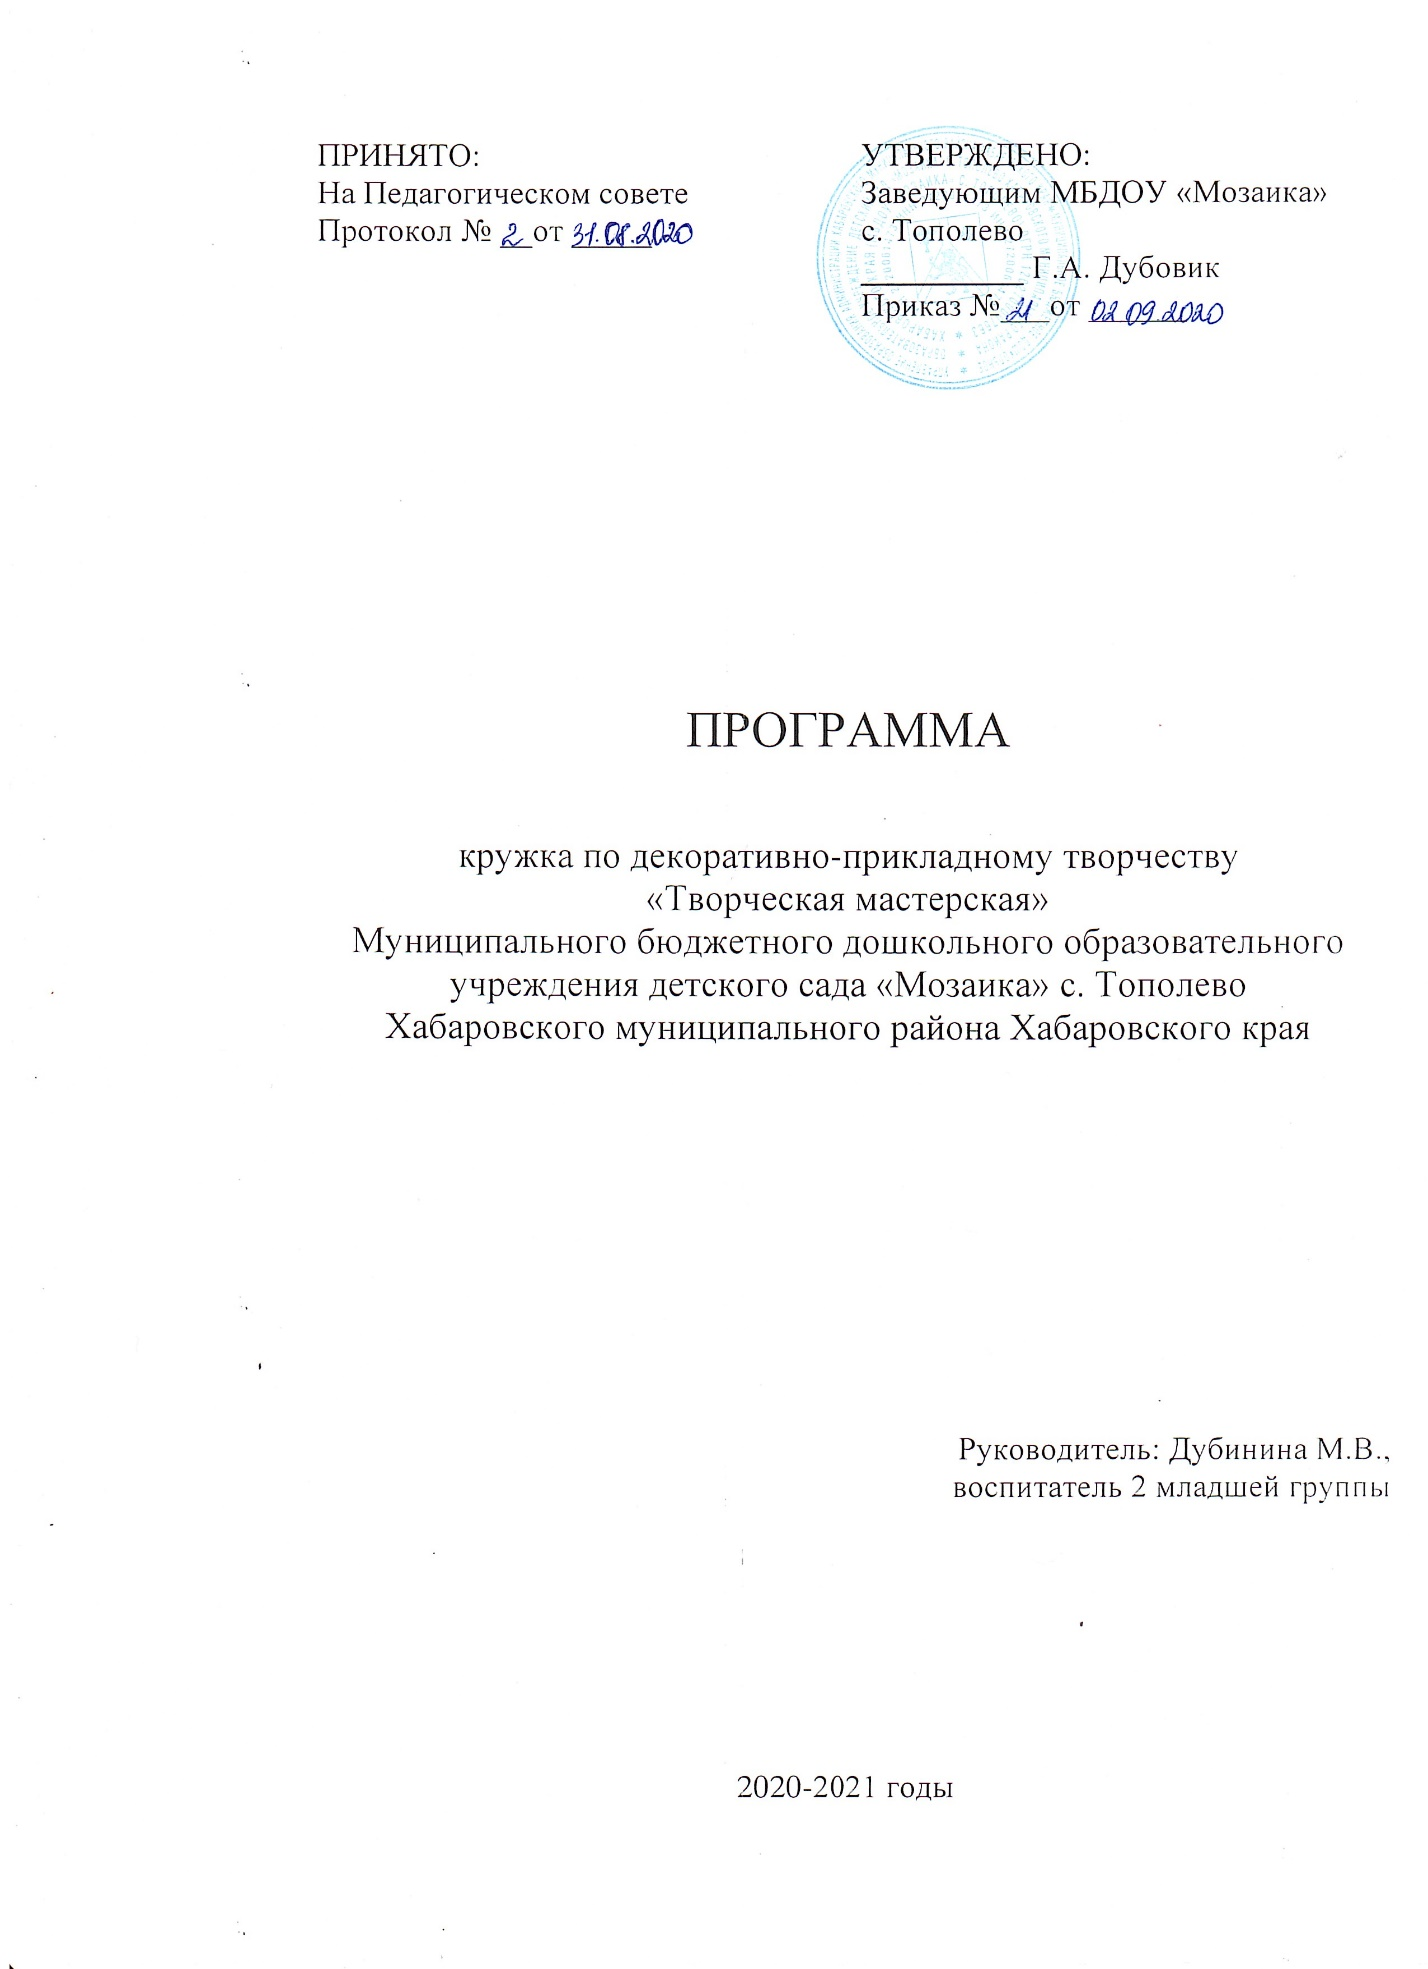 ПРИНЯТО:
На Педагогическом совете
Протокол № 2 от 31.08.2020
УТВЕРЖДЕНО:
Заведующим МБДОУ «Мозаика»
с. Тополево
__________ Г.А. Дубовик
Приказ № 21 от 02 09.2020
ПРОГРАММА
кружка по декоративно-прикладному творчеству
«Творческая мастерская»
Муниципального бюджетного дошкольного образовательного
учреждения детского сада «Мозаика» с. Тополево
Хабаровского муниципального района Хабаровского края
Руководитель: Дубинина М.В.,
воспитатель 2 младшей группы
2020-2021 годы